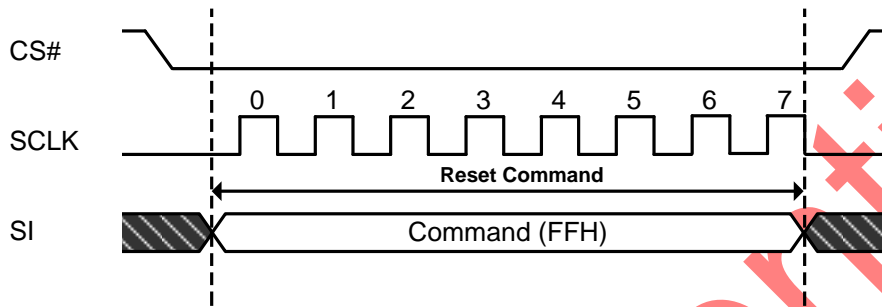 CS#
0 1 2 3 4 5 6 7
SCLK
Reset Command
SI
Command (FFH)